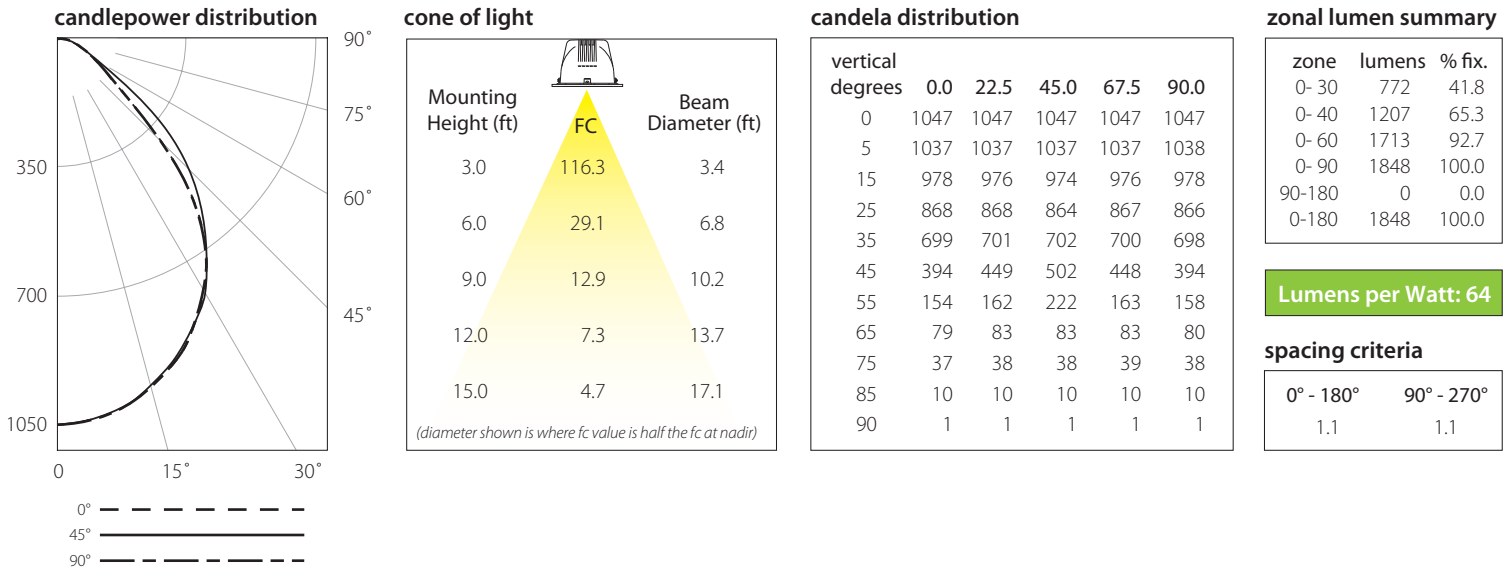 candlepower distribution
90˚
75˚
60˚
45˚
350
700
1050
0 15˚ 30˚
0°
45°
90°
cone of light
Mounting Height (ft) FC Beam Diameter (ft)
3.0 116.3 3.4
6.0 29.1 6.8
9.0 12.9 10.2
12.0 7.3 13.7
15.0 4.7 17.1
(diameter shown is where fc value is half the fc at nadir)
candela distribution
vertical
degrees 0.0 22.5 45.0 67.5 90.0
0 1047 1047 1047 1047 1047
5 1037 1037 1037 1037 1038
15 978 976 974 976 978
25 868 868 864 867 866
35 699 701 702 700 698
45 394 449 502 448 394
55 154 162 222 163 158
65 79 83 83 83 80
75 37 38 38 39 38
85 10 10 10 10 10
90 1 1 1 1 1
zonal lumen summary
zone lumens % fix.
0- 30 772 41.8
0- 40 1207 65.3
0- 60 1713 92.7
0- 90 1848 100.0
90-180 0 0.0
0-180 1848 100.0
Lumens per Watt: 64
spacing criteria
0° - 180° 90° - 270°
1.1 1.1